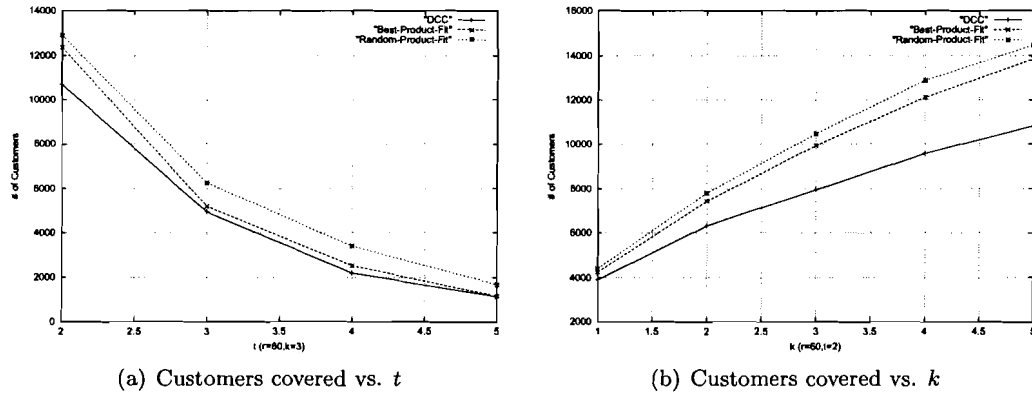 14000
12000
10000
8000
6000
4000
2000
0
# of Customers
2
2.5
3
3.5
4
4.5
5
t (r=60,k=3)
"DCC"
"Best-Product-Fit"
"Random-Product-Fit"
(a) Customers covered vs. t
16000
14000
12000
10000
8000
6000
4000
2000
# of Customers
1
1.5
2
2.5
3
3.5
4
4.5
5
k (r=60,t=2)
"DCC"
"Best-Product-Fit"
"Random-Product-Fit"
(b) Customers covered vs. k